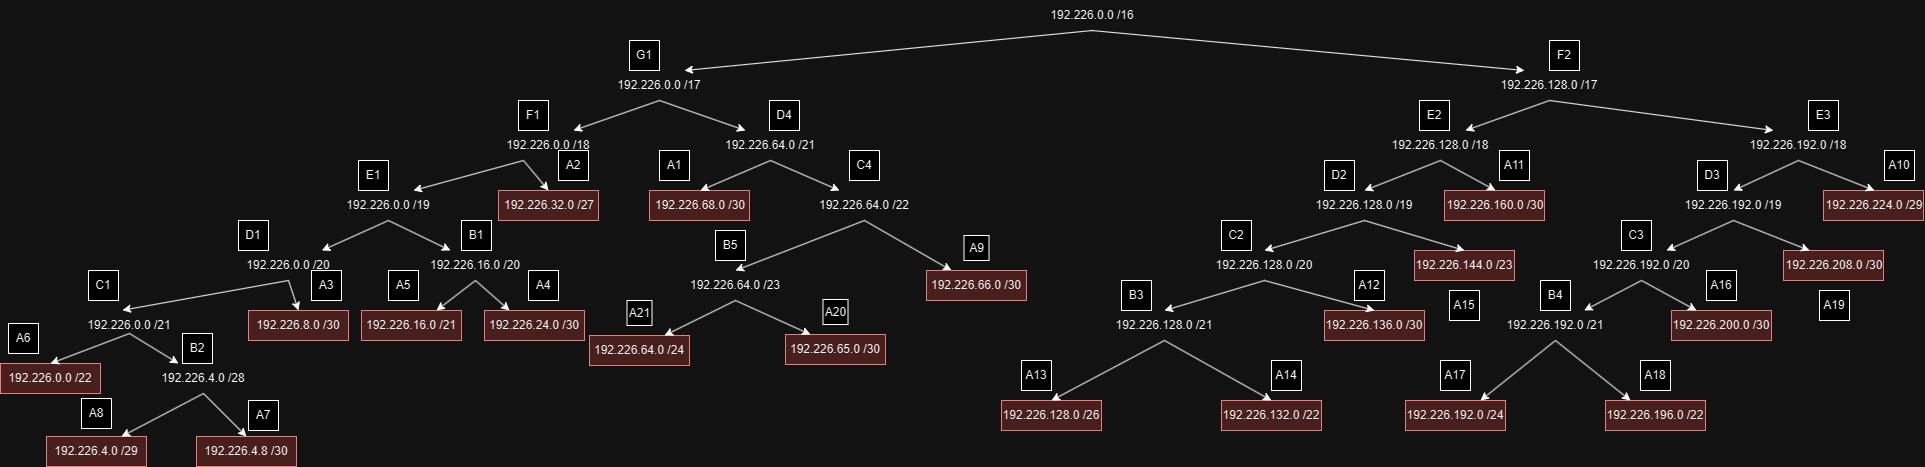 192.226.0.0 /16
G1
F2
192.226.0.0 /17
192.226.128.0 /17
F1
D4
E2
E3
192.226.0.0 /18
192.226.64.0 /21
192.226.128.0 /18
192.226.192.0 /18
E1
A2
A1
C4
D2
A11
D3
A10
192.226.0.0 /19
192.226.32.0 /27
192.226.68.0 /30
192.226.64.0 /22
192.226.128.0 /19
192.226.160.0 /30
192.226.192.0 /19
192.226.224.0 /29
D1
B1
B5
A9
C2
C3
192.226.0.0 /20
192.226.16.0 /20
192.226.64.0 /23
192.226.66.0 /30
192.226.128.0 /20
192.226.144.0 /23
192.226.192.0 /20
192.226.208.0 /30
C1
A3
A5
A4
A21
A20
B3
A12
A15
B4
A16
A19
192.226.0.0 /21
192.226.8.0 /30
192.226.16.0 /21
192.226.24.0 /30
192.226.64.0 /24
192.226.65.0 /30
192.226.128.0 /21
192.226.136.0 /30
192.226.192.0 /21
192.226.200.0 /30
A6
B2
A13
A14
A17
A18
192.226.0.0 /22
192.226.4.0 /28
192.226.128.0 /26
192.226.132.0 /22
192.226.192.0 /24
192.226.196.0 /22
A8
A7
192.226.4.0 /29
192.226.4.8 /30